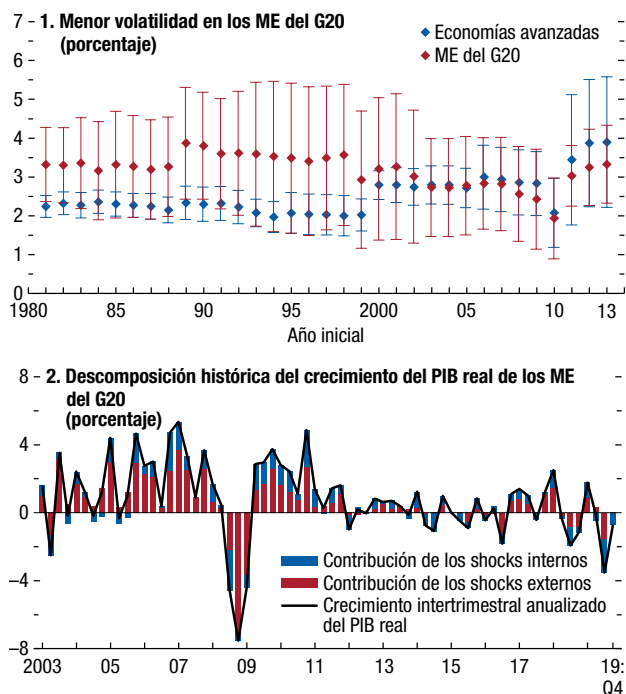 1. Menor volatilidad en los ME del G20
(porcentaje)
Economías avanzadas
ME del G20
7
6
5
4
3
2
1
0
1980 85 90 95 2000 05 10 13
Año inicial
2. Descomposición histórica del crecimiento del PIB real de los ME
del G20
(porcentaje)
8
4
0
–4
–8
Contribución de los shocks internos
Contribución de los shocks externos
Crecimiento intertrimestral anualizado
del PIB real
2003 05 07 09 11 13 15 17 19:
Q4